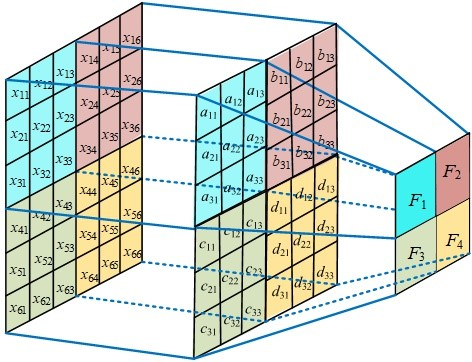 x11 x12 x13 x14 x15 x16
x21 x22 x23 x24 x25 x26
x31 x32 x33 x34 x35 x36
x41 x42 x43 x44 x45 x46
x51 x52 x53 x54 x55 x56
x61 x62 x63 x64 x65 x66
a11 a12 a13 b11 b12 b13
a21 a22 a23 b21 b22 b23
a31 a32 a33 b31 b32 b33
c11 c12 c13 d11 d12 d13
c21 c22 c23 d21 d22 d23
c31 c32 c33 d31 d32 d33
F1 F2
F3 F4